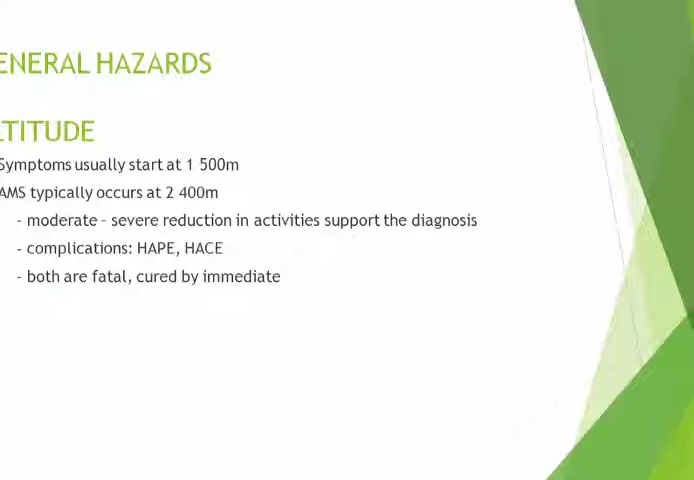 ENERAL HAZARDS
TITUDE
Symptoms usually start at 1 500m
AMS typically occurs at 2 400m
- moderate – severe reduction in activities support the diagnosis
- complications: HAPE, HACE
- both are fatal, cured by immediate